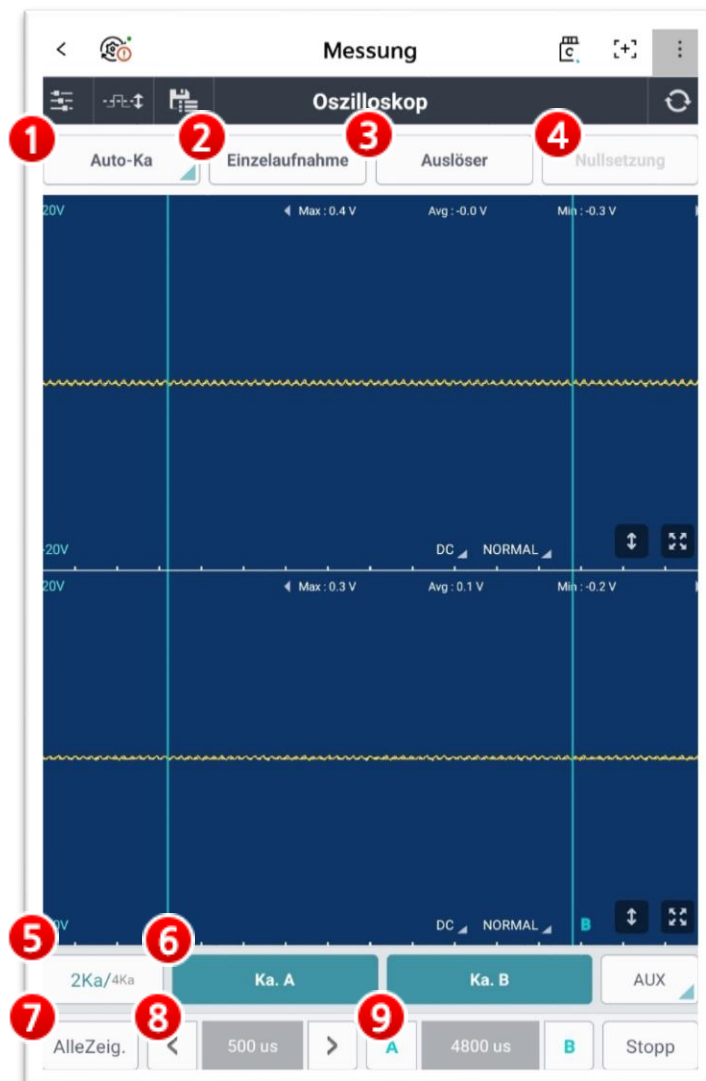 Messung
C
[+]
Oszilloskop
1 2 3 4
Auto-Ka Einzelaufnahme Auslöser Nullsetzung
20V Max : 0.4 V Avg : -0.0 V Min : -0.3 V
-20V DC NORMAL
20V Max : 0.3 V Avg : 0.1 V Min : -0.2 V
0V DC NORMAL B
5 6
2Ka/4Ka Ka. A Ka. B AUX
7 8 9
AlleZeig. < 500 us > A 4800 us B Stopp